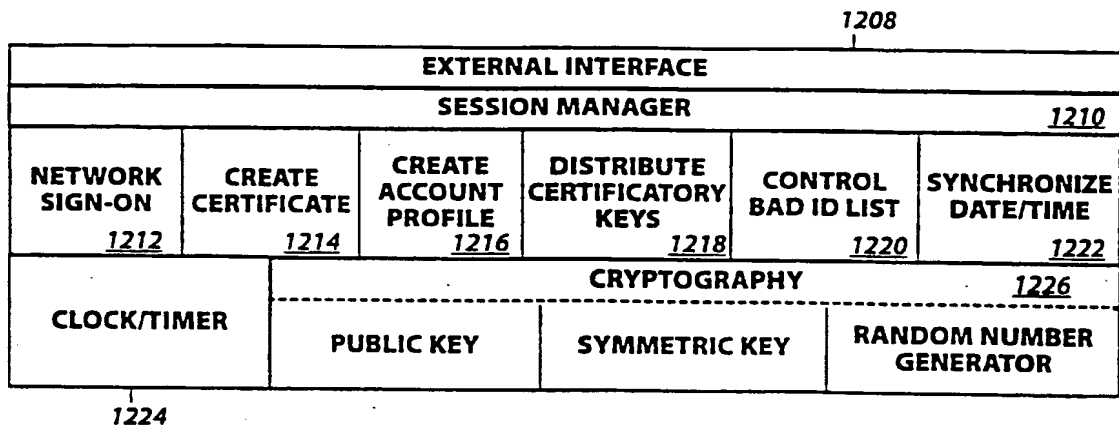 1208
EXTERNAL INTERFACE
SESSION MANAGER
1210
NETWORK
SIGN-ON
1212
CREATE
CERTIFICATE
1214
CREATE
ACCOUNT
PROFILE
1216
DISTRIBUTE
CERTIFICATORY
KEYS
1218
CONTROL
BAD ID LIST
1220
SYNCHRONIZE
DATE/TIME
1222
CLOCK/TIMER
CRYPTOGRAPHY
1226
PUBLIC KEY
SYMMETRIC KEY
RANDOM NUMBER
GENERATOR
1224